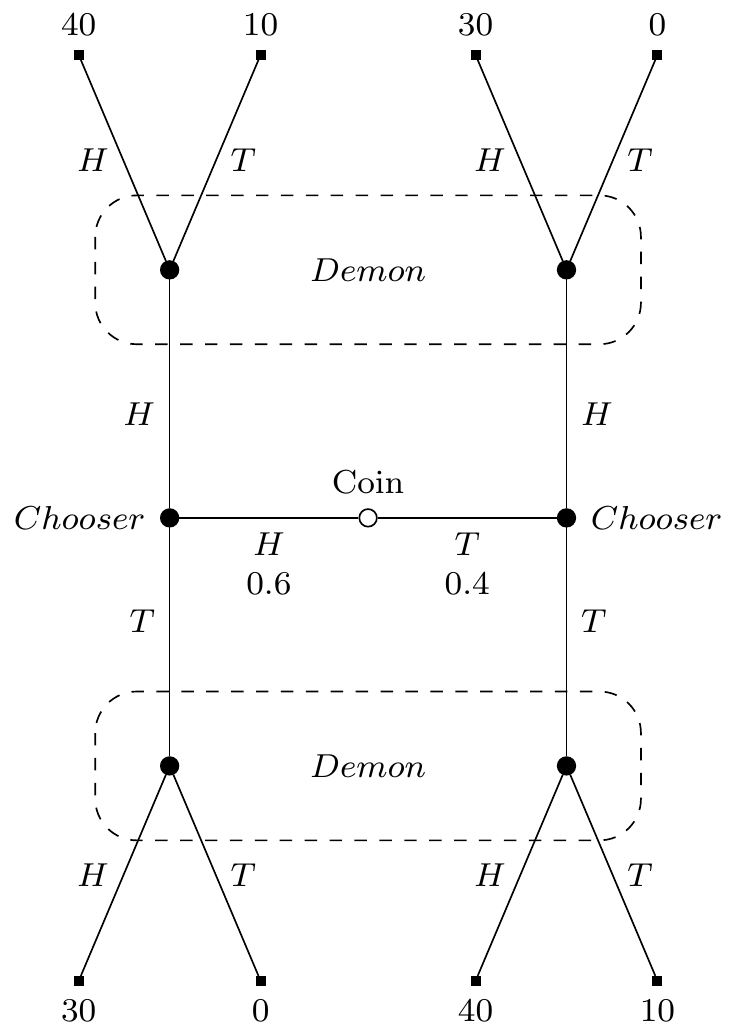 40 10 30 0
H T H T
Demon
H H
Coin
Chooser Chooser
H T
0.6 0.4
T T
Demon
H T H T
30 0 40 10